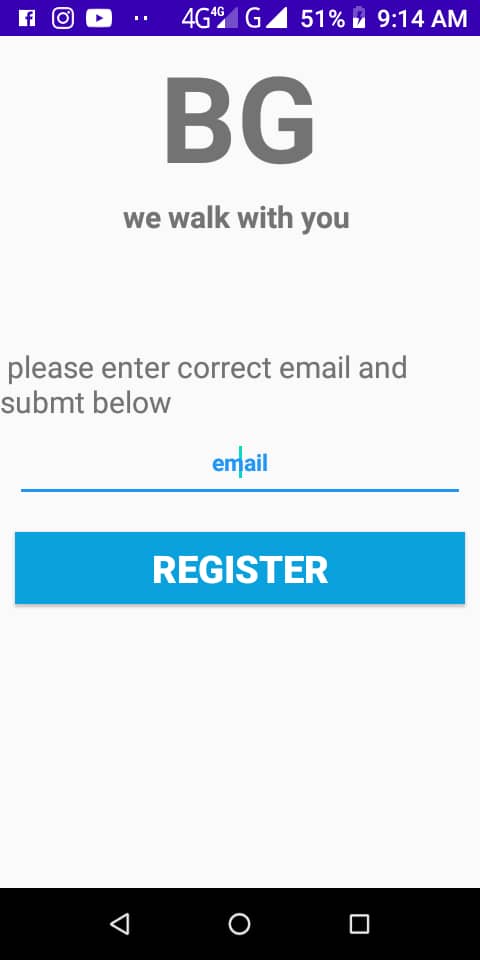 4G 4G G 51% 9:14 AM
BG
we walk with you
please enter correct email and
submt below
email
REGISTER